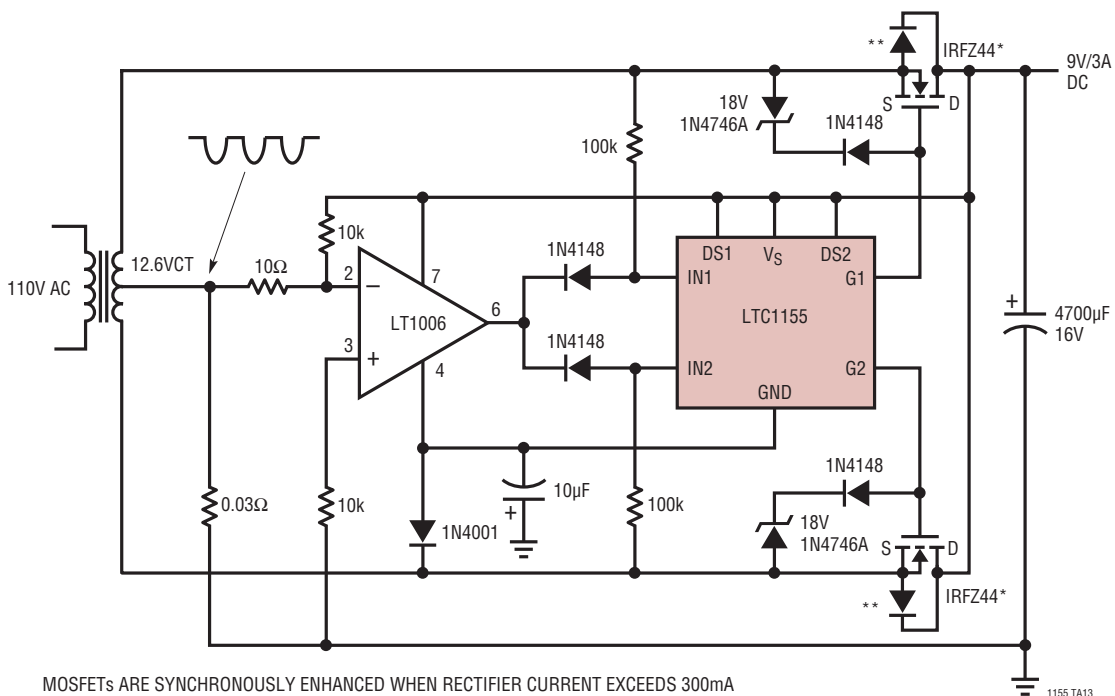 **
IRFZ44*
9V/3A
DC
S
D
18V
1N4746A
1N4148
100k
10k
DS1
VS
DS2
12.6VCT
10Ω
2
–
7
1N4148
IN1
G1
110V AC
LT1006
6
LTC1155
+
4700µF
16V
3
+
4
1N4148
IN2
G2
GND
0.03Ω
10k
1N4001
10µF
+
100k
1N4148
18V
1N4746A
S
D
**
IRFZ44*
MOSFETs ARE SYNCHRONOUSLY ENHANCED WHEN RECTIFIER CURRENT EXCEEDS 300mA
1155 TA13